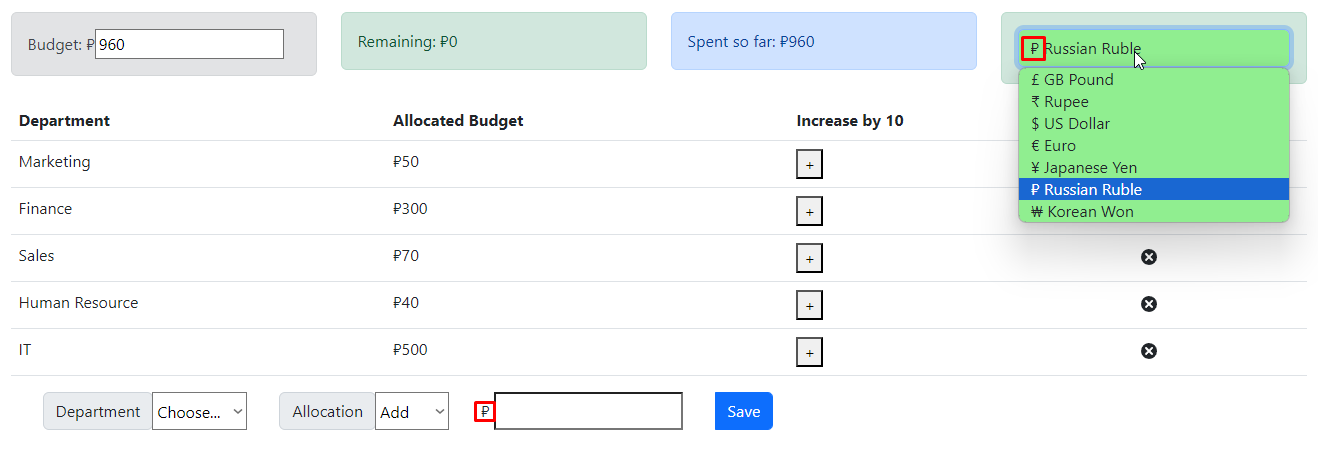 Budget: ₽960
Remaining: ₽0
Spent so far: ₽960
₽ Russian Ruble
£ GB Pound
₹ Rupee
$ US Dollar
€ Euro
¥ Japanese Yen
₽ Russian Ruble
₩ Korean Won
Department Allocated Budget Increase by 10
Marketing ₽50 +
Finance ₽300 +
Sales ₽70 +
Human Resource ₽40 +
IT ₽500 +
Department Choose... Allocation Add ₽ Save